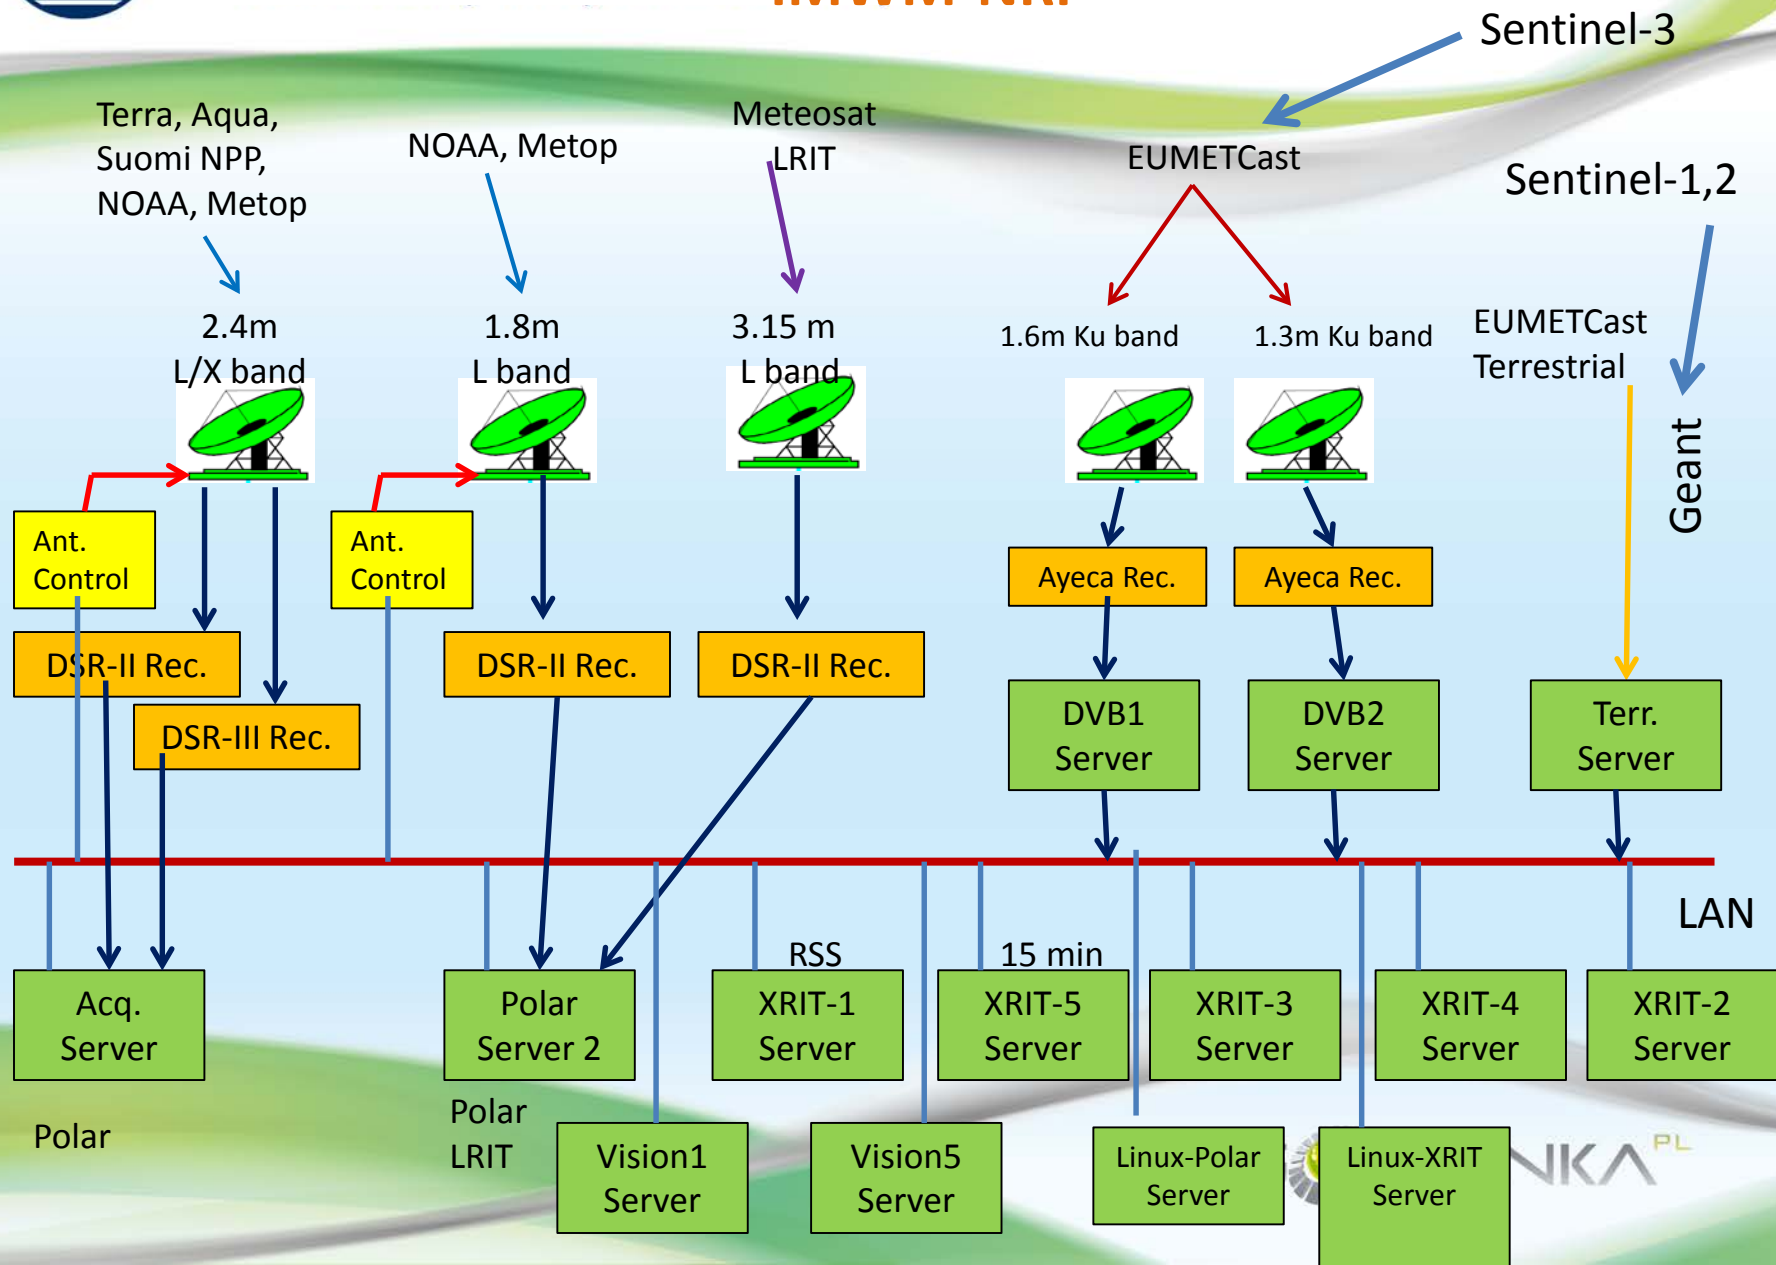 Sentinel-3
Terra, Aqua,
Suomi NPP,
NOAA, Metop
NOAA, Metop
Meteosat
LRIT
EUMETCast
Sentinel-1,2
2.4m
L/X band
1.8m
L band
3.15 m
L band
1.6m Ku band
1.3m Ku band
EUMETCast
Terrestrial
Geant
Ant.
Control
Ant.
Control
Ayeca Rec.
Ayeca Rec.
DSR-II Rec.
DSR-II Rec.
DSR-II Rec.
DSR-III Rec.
DVB1
Server
DVB2
Server
Terr.
Server
LAN
RSS
15 min
Acq.
Server
Polar
Server 2
XRIT-1
Server
XRIT-5
Server
XRIT-3
Server
XRIT-4
Server
XRIT-2
Server
Polar
Polar
LRIT
Vision1
Server
Vision5
Server
Linux-Polar
Server
Linux-XRIT
Server
PL